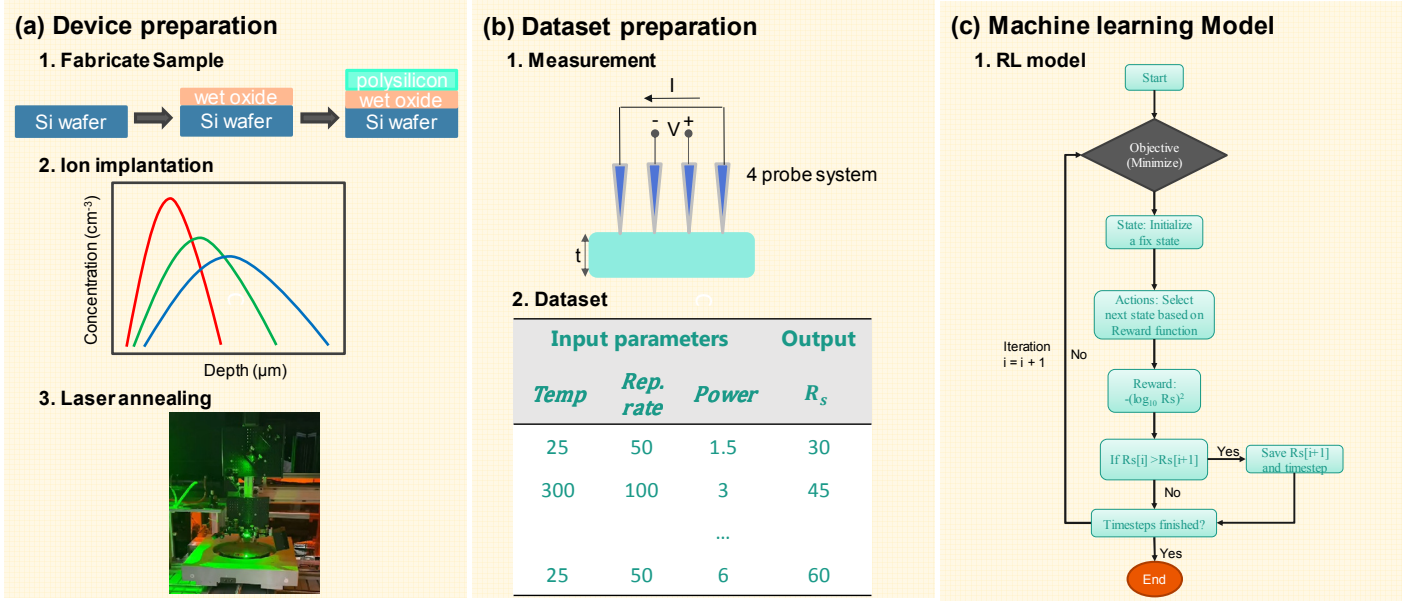 (a) Device preparation
1. Fabricate Sample
Si wafer
wet oxide
Si wafer
polysilicon
wet oxide
Si wafer
2. Ion implantation
Concentration (cm⁻³)
Depth (µm)
3. Laser annealing
(b) Dataset preparation
1. Measurement
I
- V +
4 probe system
t
2. Dataset
Input parameters Output
Temp Rep. rate Power Rₛ
25 50 1.5 30
300 100 3 45
...
25 50 6 60
(c) Machine learning Model
1. RL model
Start
Objective
(Minimize)
State: Initialize
a fix state
Actions: Select
next state based on
Reward function
Iteration
i = i + 1
No
Reward:
-(log₁₀ Rs)²
If Rs[i] >Rs[i+1]
Yes
Save Rs[i+1]
and timestep
No
Timesteps finished?
Yes
End